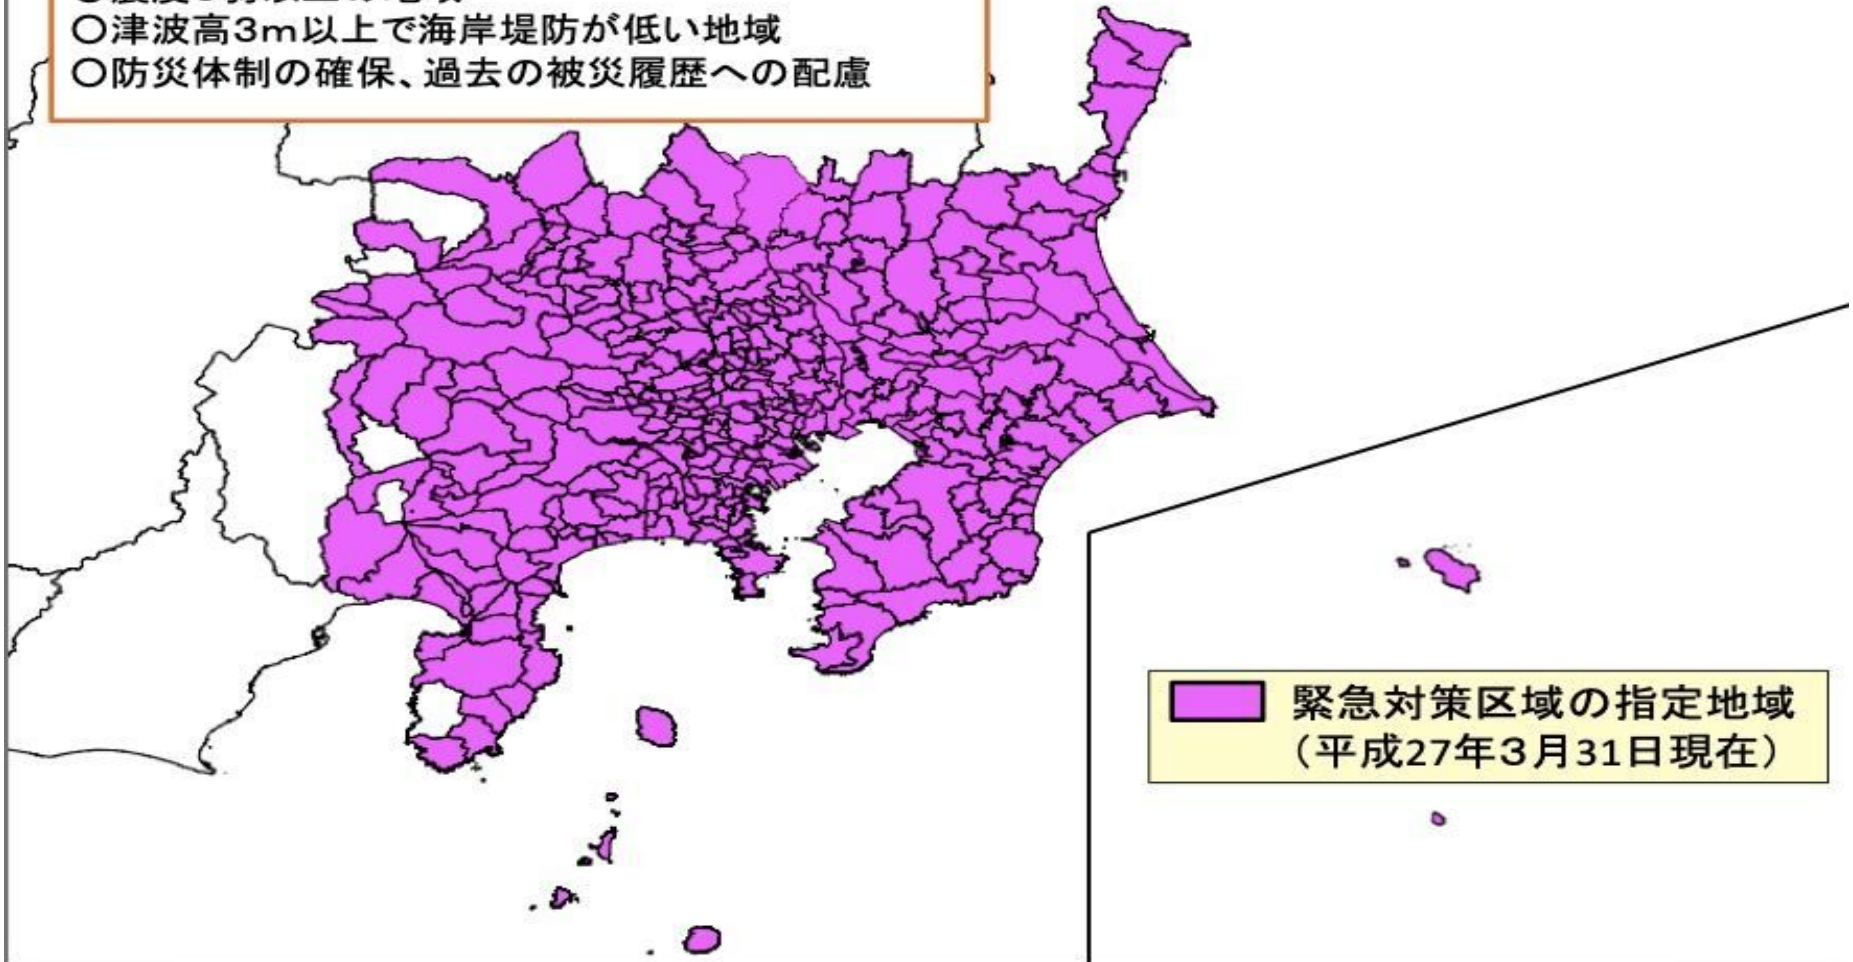 〇津波高3m以上で海岸堤防が低い地域
〇防災体制の確保、過去の被災履歴への配慮
緊急対策区域の指定地域
（平成27年3月31日現在）